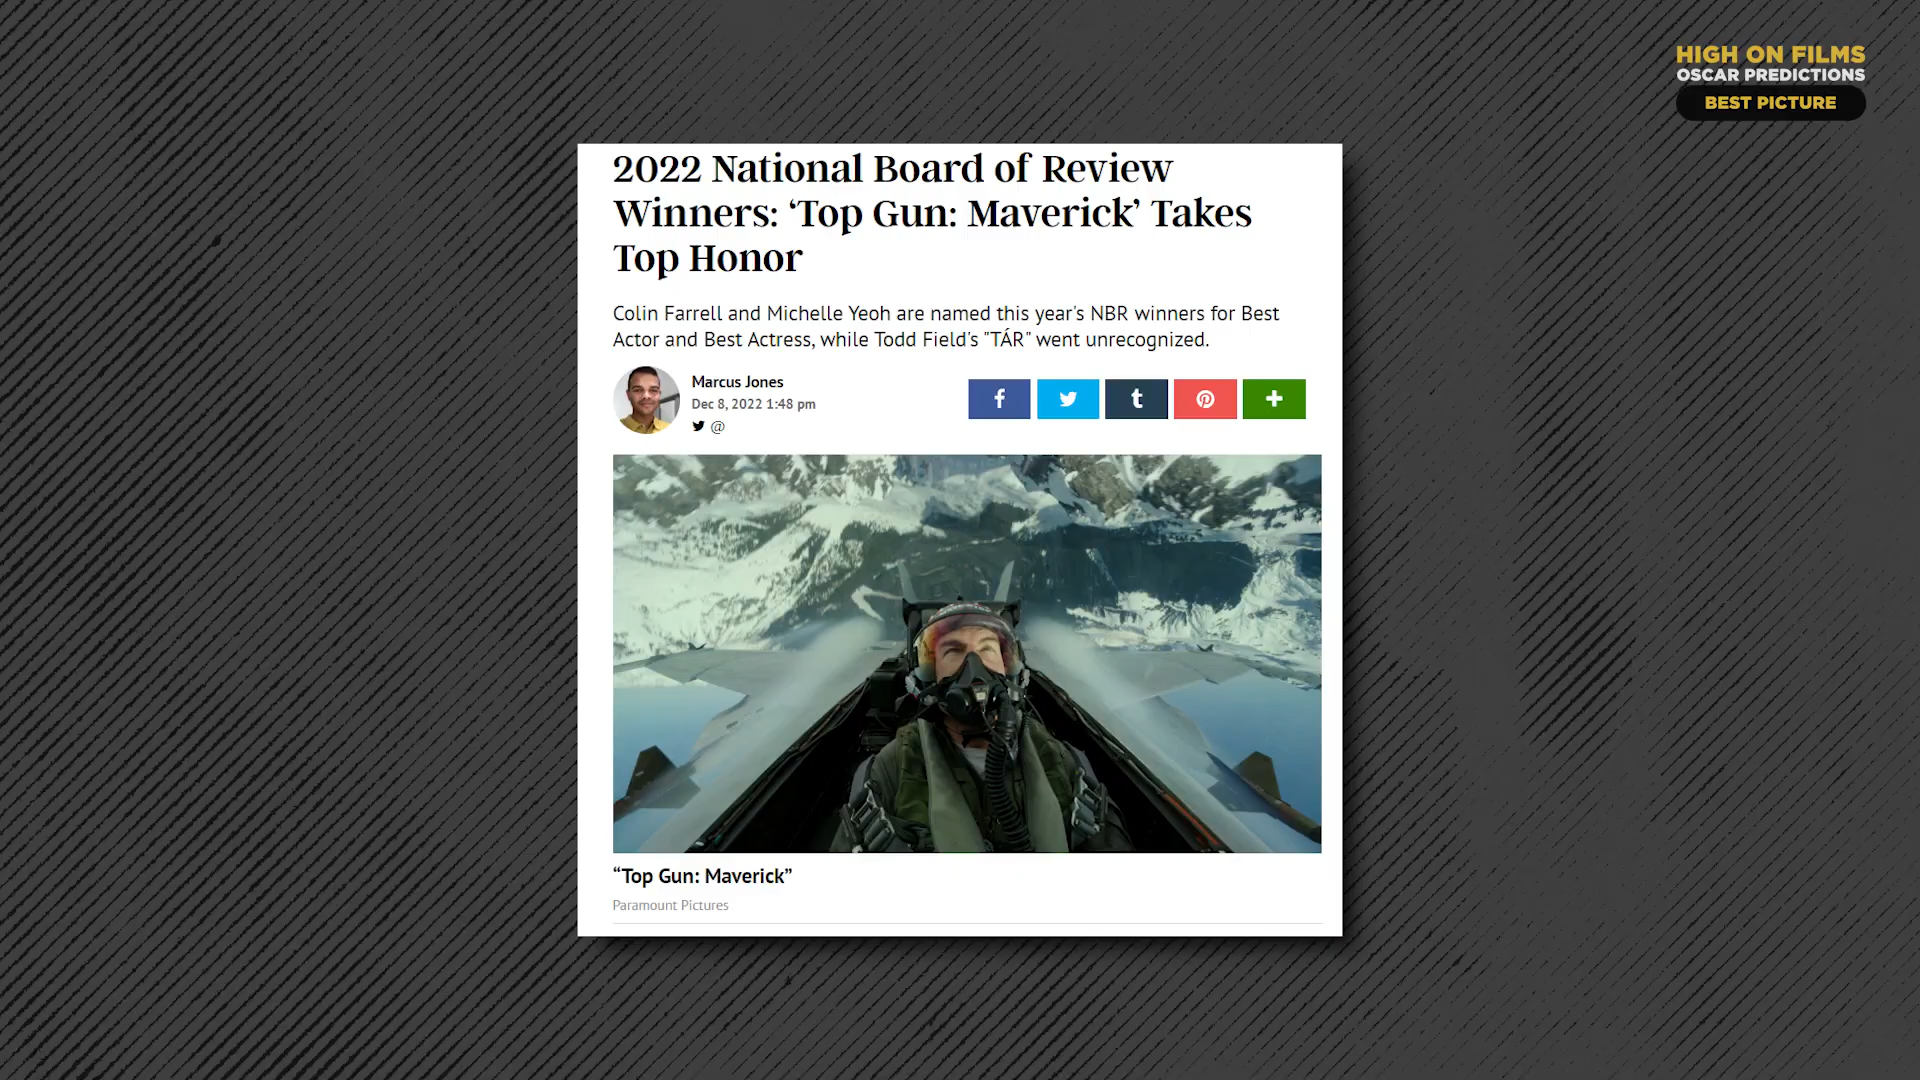 HIGH ON FILMS
OSCAR PREDICTIONS
BEST PICTURE
2022 National Board of Review
Winners: ‘Top Gun: Maverick’ Takes
Top Honor
Colin Farrell and Michelle Yeoh are named this year's NBR winners for Best
Actor and Best Actress, while Todd Field's "TÁR" went unrecognized.
Marcus Jones
Dec 8, 2022 1:48 pm
@
“Top Gun: Maverick”
Paramount Pictures